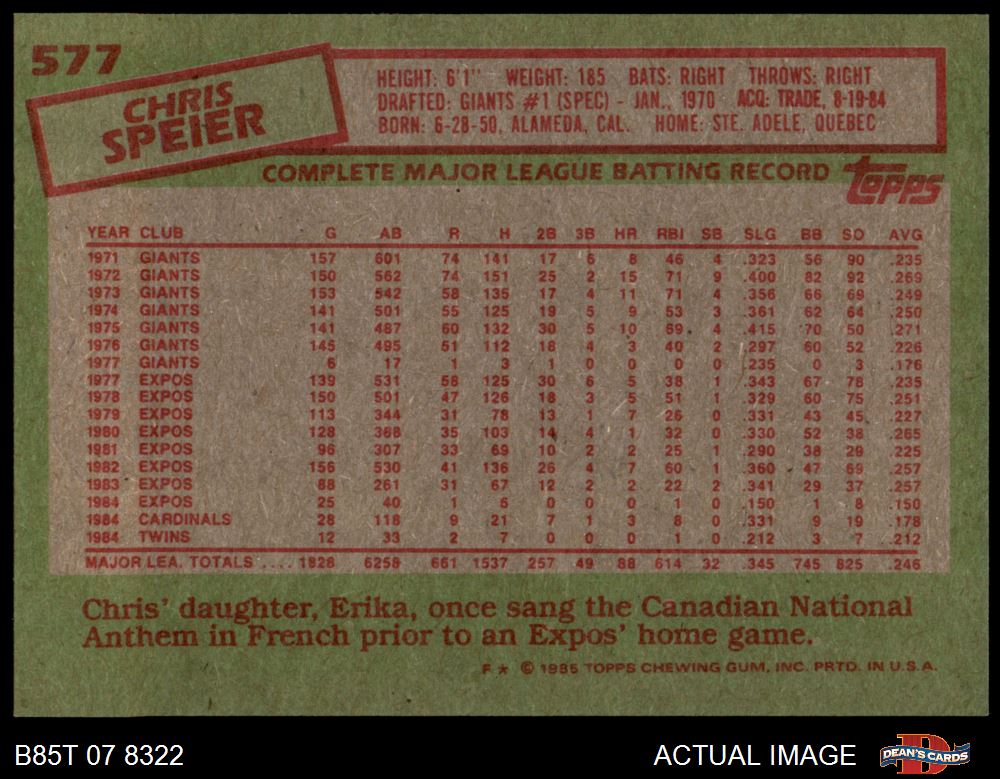 577
CHRIS
SPEIER
HEIGHT: 6'1" WEIGHT: 185 BATS: RIGHT THROWS: RIGHT
DRAFTED: GIANTS #1 (SPEC) - JAN., 1970 ACQ: TRADE, 8-19-84
BORN: 6-28-50, ALAMEDA, CAL. HOME: STE. ADELE, QUEBEC
COMPLETE MAJOR LEAGUE BATTING RECORD topps
YEAR CLUB G AB R H 2B 3B HR RBI SB SLG BB SO AVG
1971 GIANTS 157 601 74 141 17 6 8 46 4 .323 56 90 .235
1972 GIANTS 150 562 74 151 25 2 15 71 9 .400 82 92 .269
1973 GIANTS 153 542 58 135 17 4 11 71 4 .356 66 69 .249
1974 GIANTS 141 501 55 125 19 5 9 53 3 .361 62 64 .250
1975 GIANTS 141 487 60 132 30 5 10 69 4 .415 70 50 .271
1976 GIANTS 145 495 51 112 18 4 3 40 2 .297 60 52 .226
1977 GIANTS 6 17 1 3 1 0 0 0 0 .235 0 3 .176
1977 EXPOS 139 531 58 125 30 6 5 38 1 .343 67 78 .235
1978 EXPOS 150 501 47 126 18 3 5 51 1 .329 60 75 .251
1979 EXPOS 113 344 31 78 13 1 7 26 0 .331 43 45 .227
1980 EXPOS 128 388 35 103 14 4 1 32 0 .330 52 38 .265
1981 EXPOS 96 307 33 69 10 2 2 25 1 .290 38 29 .225
1982 EXPOS 156 530 41 136 26 4 7 60 1 .360 47 69 .257
1983 EXPOS 88 261 31 67 12 2 2 22 2 .341 29 37 .257
1984 EXPOS 25 40 1 6 0 0 0 1 0 .150 1 8 .150
1984 CARDINALS 28 118 9 21 7 1 3 8 0 .331 9 19 .178
1984 TWINS 12 33 2 7 0 0 0 1 0 .212 3 7 .212
MAJOR LEA. TOTALS .... 1828 6258 661 1537 257 49 88 614 32 .345 745 825 .246
Chris' daughter, Erika, once sang the Canadian National
Anthem in French prior to an Expos' home game.
F * © 1985 TOPPS CHEWING GUM, INC. PRTD. IN U.S.A.
B85T 07 8322
ACTUAL IMAGE
DEAN'S CARDS